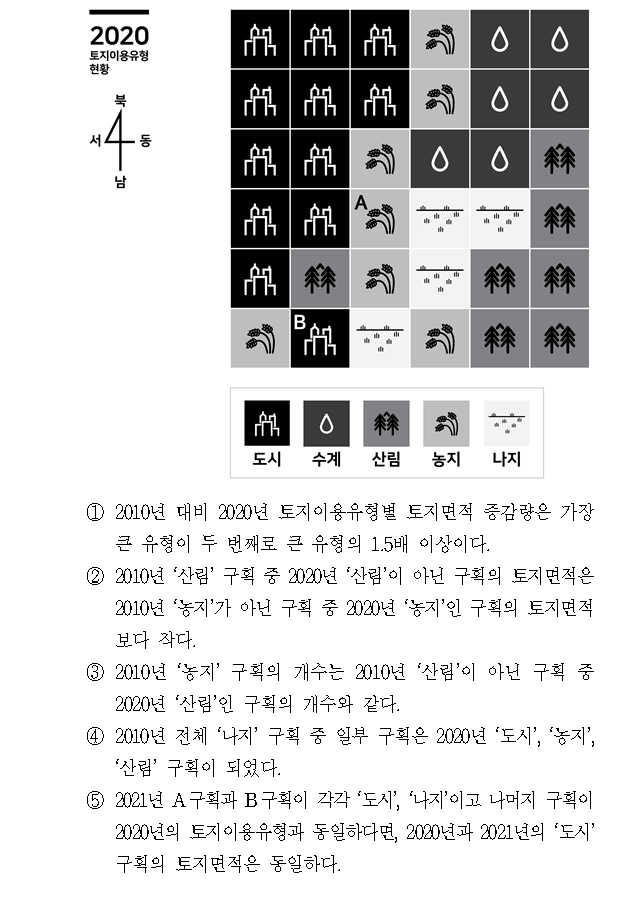 2020
토지이용유형
현황
북
서 동
남
A
B
도시 수계 산림 농지 나지
① 2010년 대비 2020년 토지이용유형별 토지면적 증감량은 가장
큰 유형이 두 번째로 큰 유형의 1.5배 이상이다.
② 2010년 ‘산림’ 구획 중 2020년 ‘산림’이 아닌 구획의 토지면적은
2010년 ‘농지’가 아닌 구획 중 2020년 ‘농지’인 구획의 토지면적
보다 작다.
③ 2010년 ‘농지’ 구획의 개수는 2010년 ‘산림’이 아닌 구획 중
2020년 ‘산림’인 구획의 개수와 같다.
④ 2010년 전체 ‘나지’ 구획 중 일부 구획은 2020년 ‘도시’, ‘농지’,
‘산림’ 구획이 되었다.
⑤ 2021년 A구획과 B구획이 각각 ‘도시’, ‘나지’이고 나머지 구획이
2020년의 토지이용유형과 동일하다면, 2020년과 2021년의 ‘도시’
구획의 토지면적은 동일하다.